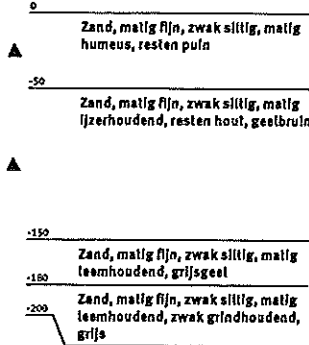 0
Zand, matig fijn, zwak siltig, matig
humeus, resten puin
-50
Zand, matig fijn, zwak siltig, matig
ijzerhoudend, resten hout, geelbruin
-150
Zand, matig fijn, zwak siltig, matig
leemhoudend, grijsgeel
-180
Zand, matig fijn, zwak siltig, matig
leemhoudend, zwak grindhoudend,
grijs
-200